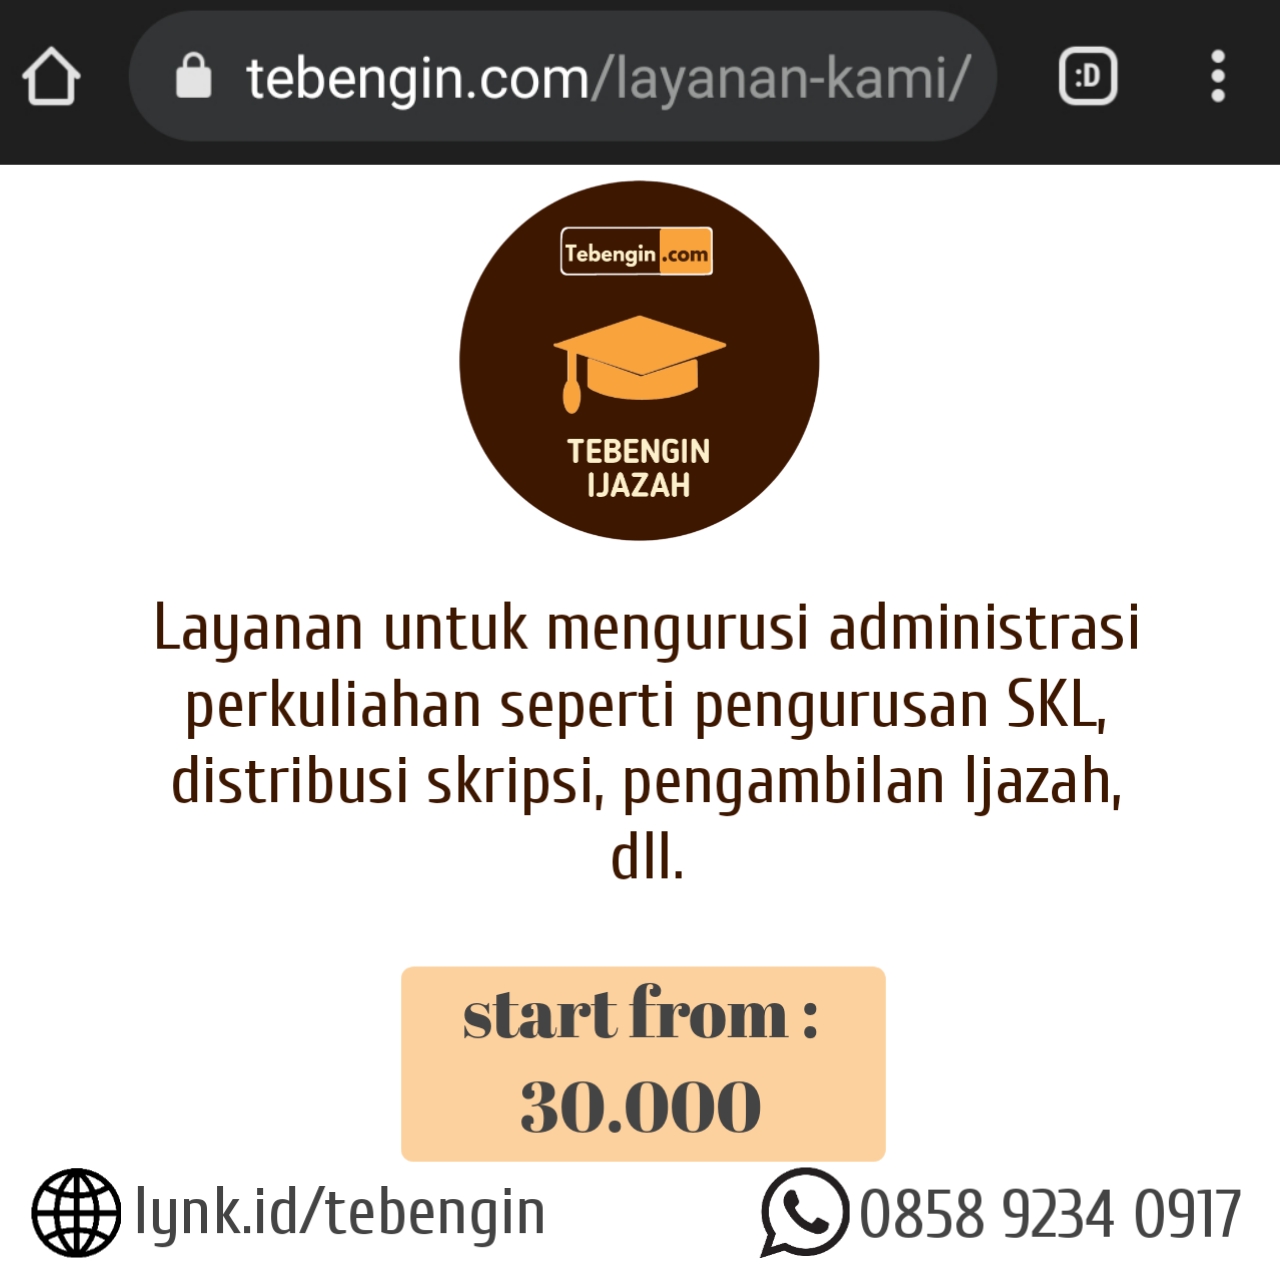 tebengin.com/layanan-kami/
:D
Tebengin.com
TEBENGIN
IJAZAH
Layanan untuk mengurusi administrasi
perkuliahan seperti pengurusan SKL,
distribusi skripsi, pengambilan Ijazah,
dll.
start from :
30.000
lynk.id/tebengin
0858 9234 0917